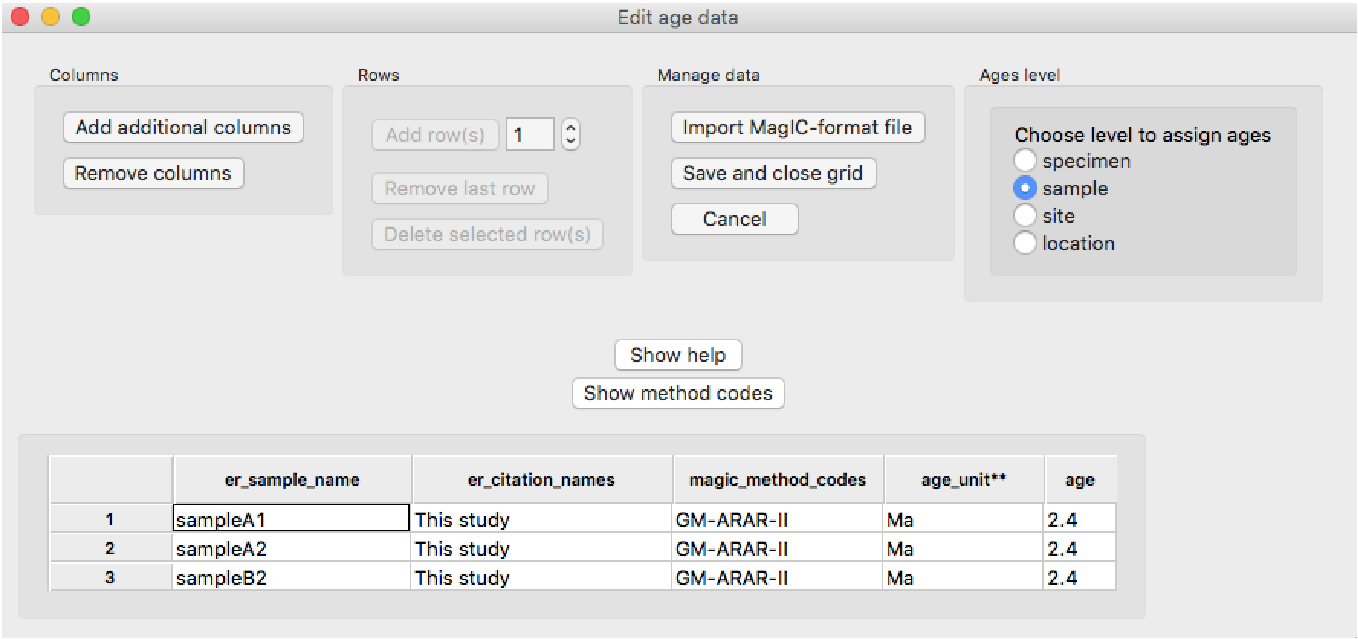 Edit age data
Columns
Add additional columns
Remove columns
Rows
Add row(s) 1
Remove last row
Delete selected row(s)
Manage data
Import MagIC-format file
Save and close grid
Cancel
Ages level
Choose level to assign ages
specimen
sample
site
location
Show help
Show method codes
er_sample_name er_citation_names magic_method_codes age_unit** age
1 sampleA1 This study GM-ARAR-II Ma 2.4
2 sampleA2 This study GM-ARAR-II Ma 2.4
3 sampleB2 This study GM-ARAR-II Ma 2.4